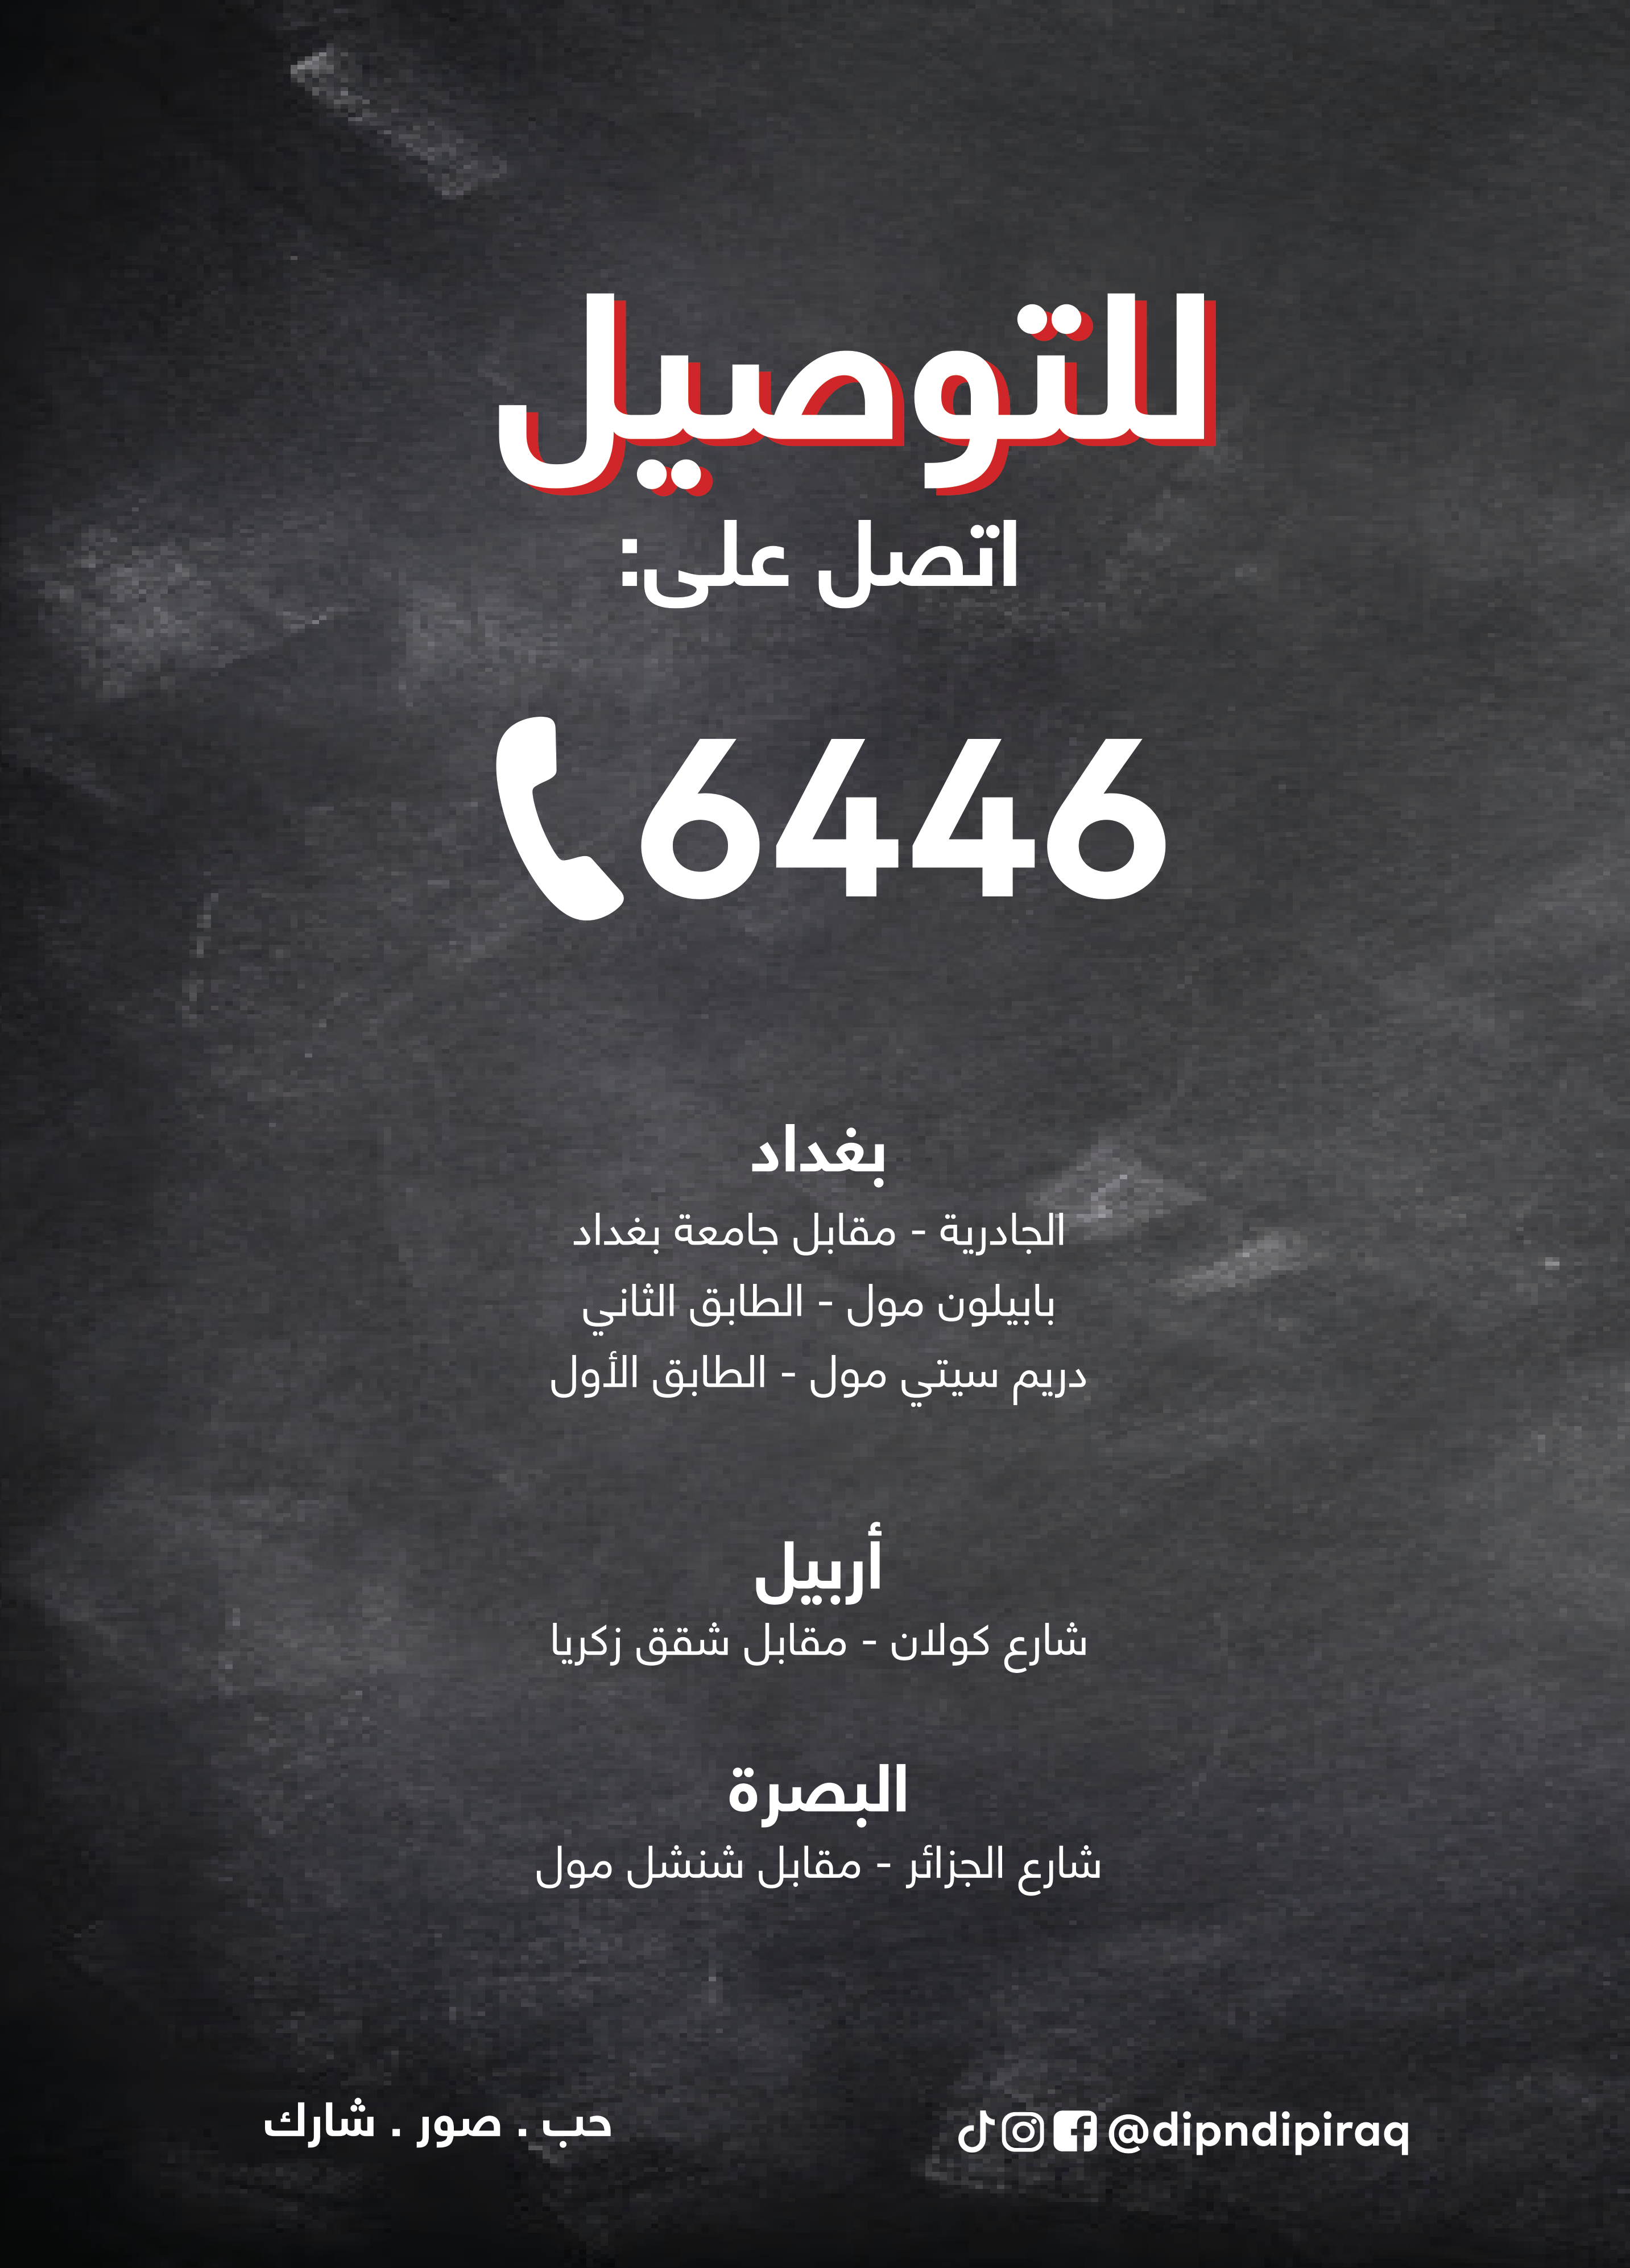 للتوصيل
اتصل على:
6446
بغداد
الجادرية - مقابل جامعة بغداد
بابيلون مول - الطابق الثاني
دريم سيتي مول - الطابق الأول
أربيل
شارع كولان - مقابل شقق زكريا
البصرة
شارع الجزائر - مقابل شنشل مول
حب . صور . شارك
@dipndipiraq